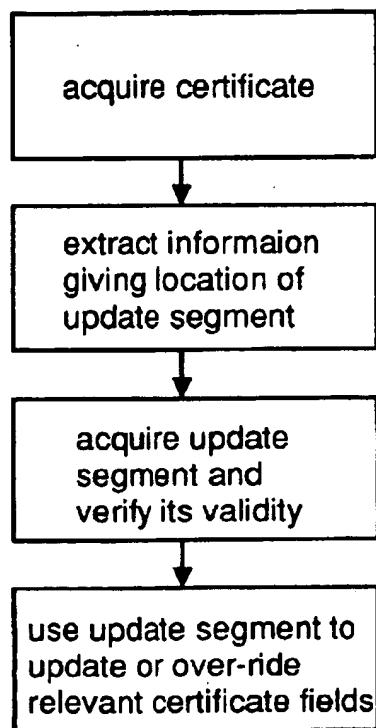 acquire certificate
extract informaion
giving location of
update segment
acquire update
segment and
verify its validity
use update segment to
update or over-ride
relevant certificate fields